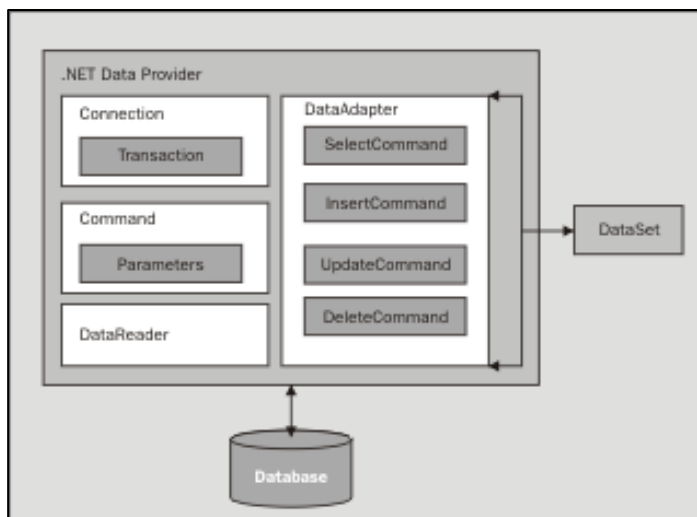 .NET Data Provider
Connection
Transaction
Command
Parameters
DataReader
DataAdapter
SelectCommand
InsertCommand
UpdateCommand
DeleteCommand
DataSet
Database